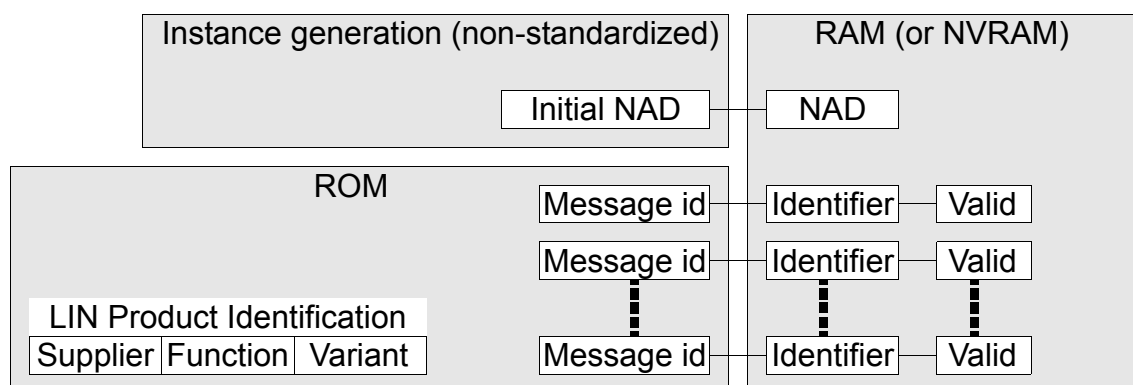 Instance generation (non-standardized)
RAM (or NVRAM)
Initial NAD
NAD
ROM
Message id
Identifier
Valid
Message id
Identifier
Valid
LIN Product Identification
Supplier
Function
Variant
Message id
Identifier
Valid